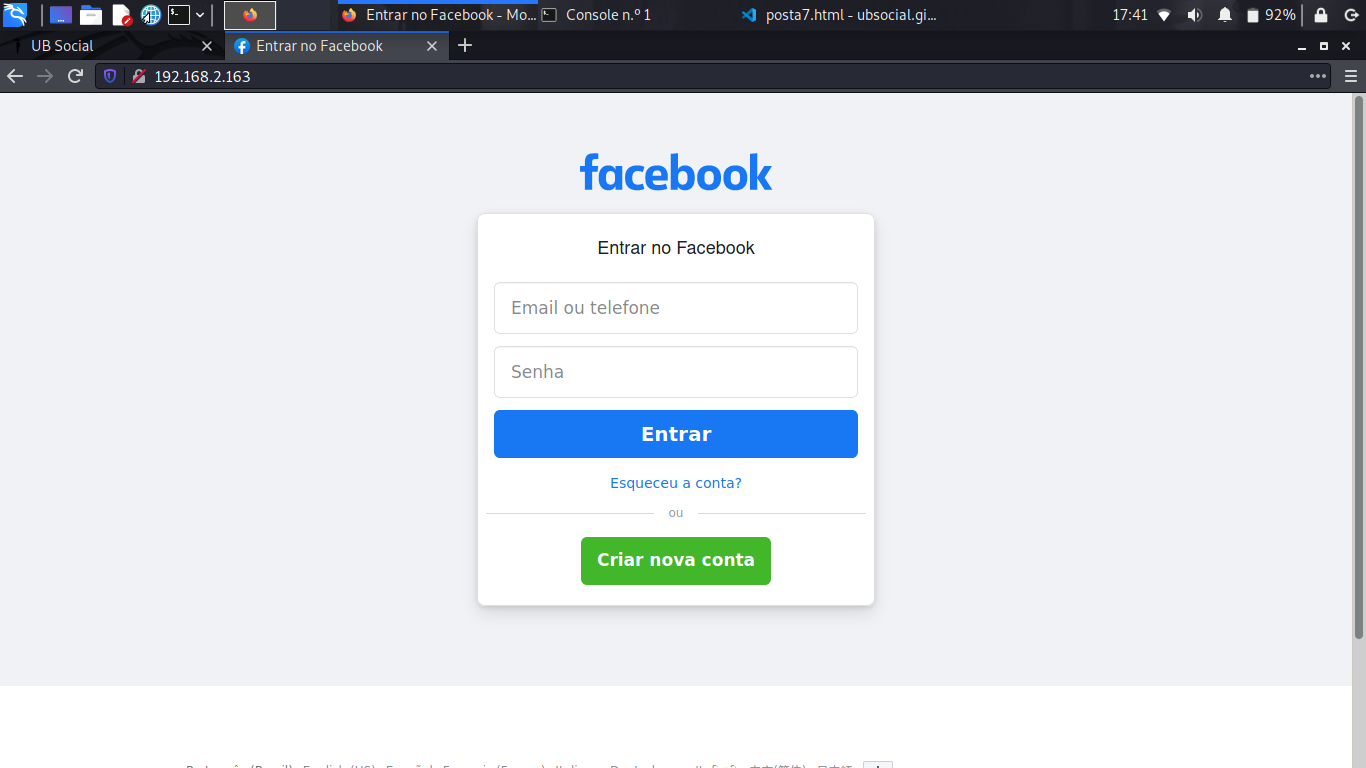 Entrar no Facebook - Mo... Console n.º 1 posta7.html - ubsocial.gi... 17:41 92%
UB Social Entrar no Facebook
192.168.2.163
facebook
Entrar no Facebook
Email ou telefone
Senha
Entrar
Esqueceu a conta?
ou
Criar nova conta